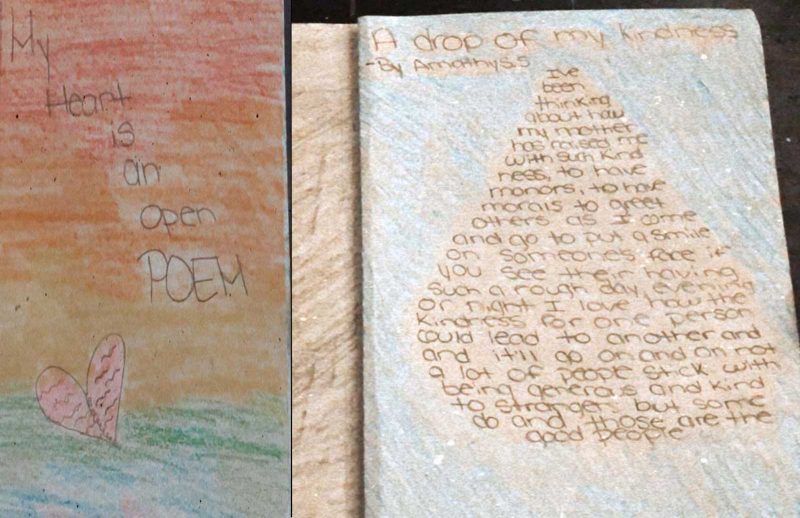 My
Heart
is
an
open
POEM
A drop of my kindness
-By Amathys.S
I've
been
thinking
about how
my mother
has raised me
with such kind
ness, to have
manors, to have
morals to greet
others as I come
and go to put a smile
on someones face if
you see their having
such a rough day, evening
or night I love how the
kindness for one person
could lead to another and
and it'll go on and on not
a lot of people stick with
being generals and kind
to stranger but some
do and those are the
good people